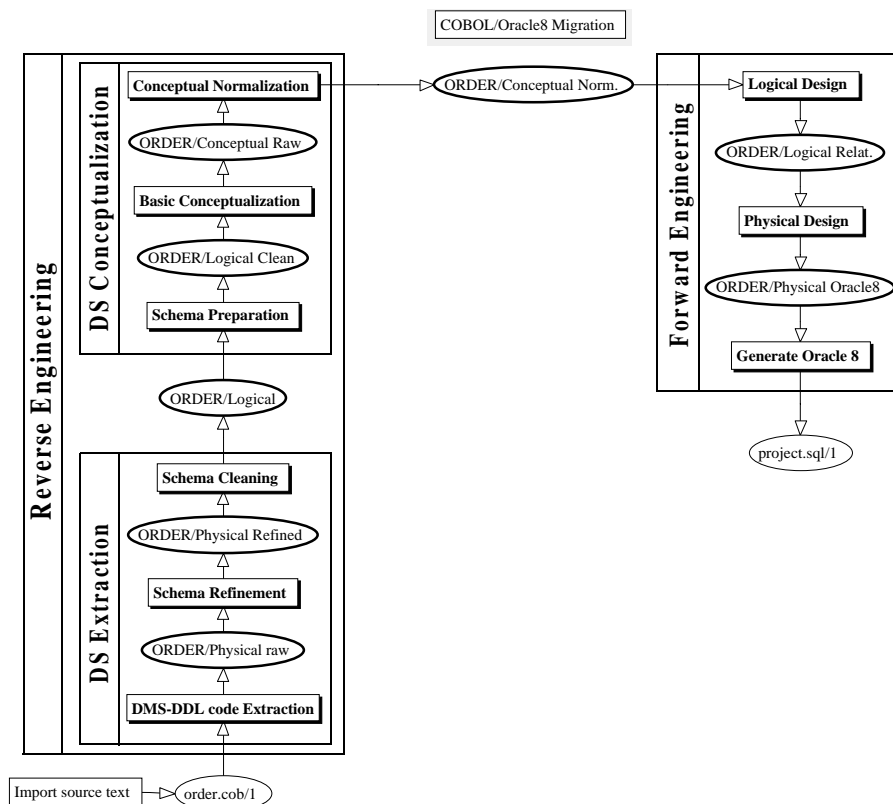 COBOL/Oracle8 Migration
Reverse Engineering
DS Conceptualization
Conceptual Normalization
ORDER/Conceptual Raw
Basic Conceptualization
ORDER/Logical Clean
Schema Preparation
ORDER/Logical
DS Extraction
Schema Cleaning
ORDER/Physical Refined
Schema Refinement
ORDER/Physical raw
DMS-DDL code Extraction
Import source text
order.cob/1
ORDER/Conceptual Norm.
Forward Engineering
Logical Design
ORDER/Logical Relat.
Physical Design
ORDER/Physical Oracle8
Generate Oracle 8
project.sql/1